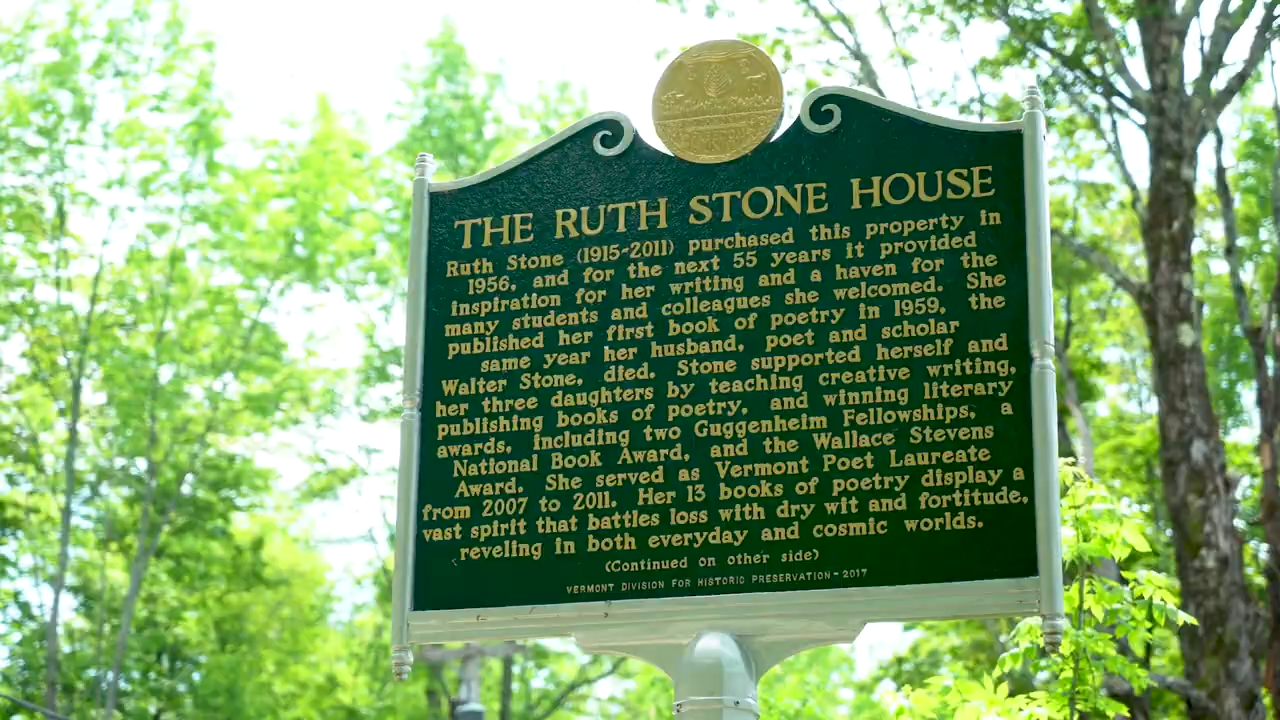 THE RUTH STONE HOUSE
Ruth Stone (1915-2011) purchased this property in
1956, and for the next 55 years it provided
inspiration for her writing and a haven for the
many students and colleagues she welcomed. She
published her first book of poetry in 1959, the
same year her husband, poet and scholar
Walter Stone, died. Stone supported herself and
her three daughters by teaching creative writing,
publishing books of poetry, and winning literary
awards, including two Guggenheim Fellowships, a
National Book Award, and the Wallace Stevens
Award. She served as Vermont Poet Laureate
from 2007 to 2011. Her 13 books of poetry display a
vast spirit that battles loss with dry wit and fortitude,
reveling in both everyday and cosmic worlds.
(Continued on other side)
VERMONT DIVISION FOR HISTORIC PRESERVATION - 2017